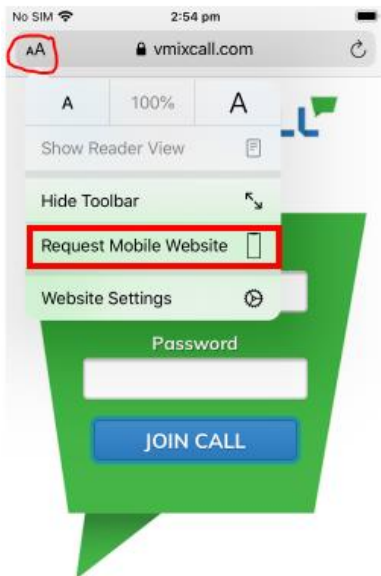 No SIM 2:54 pm
AA vmixcall.com
A 100% A
Show Reader View
Hide Toolbar
Request Mobile Website
Website Settings
Password
JOIN CALL